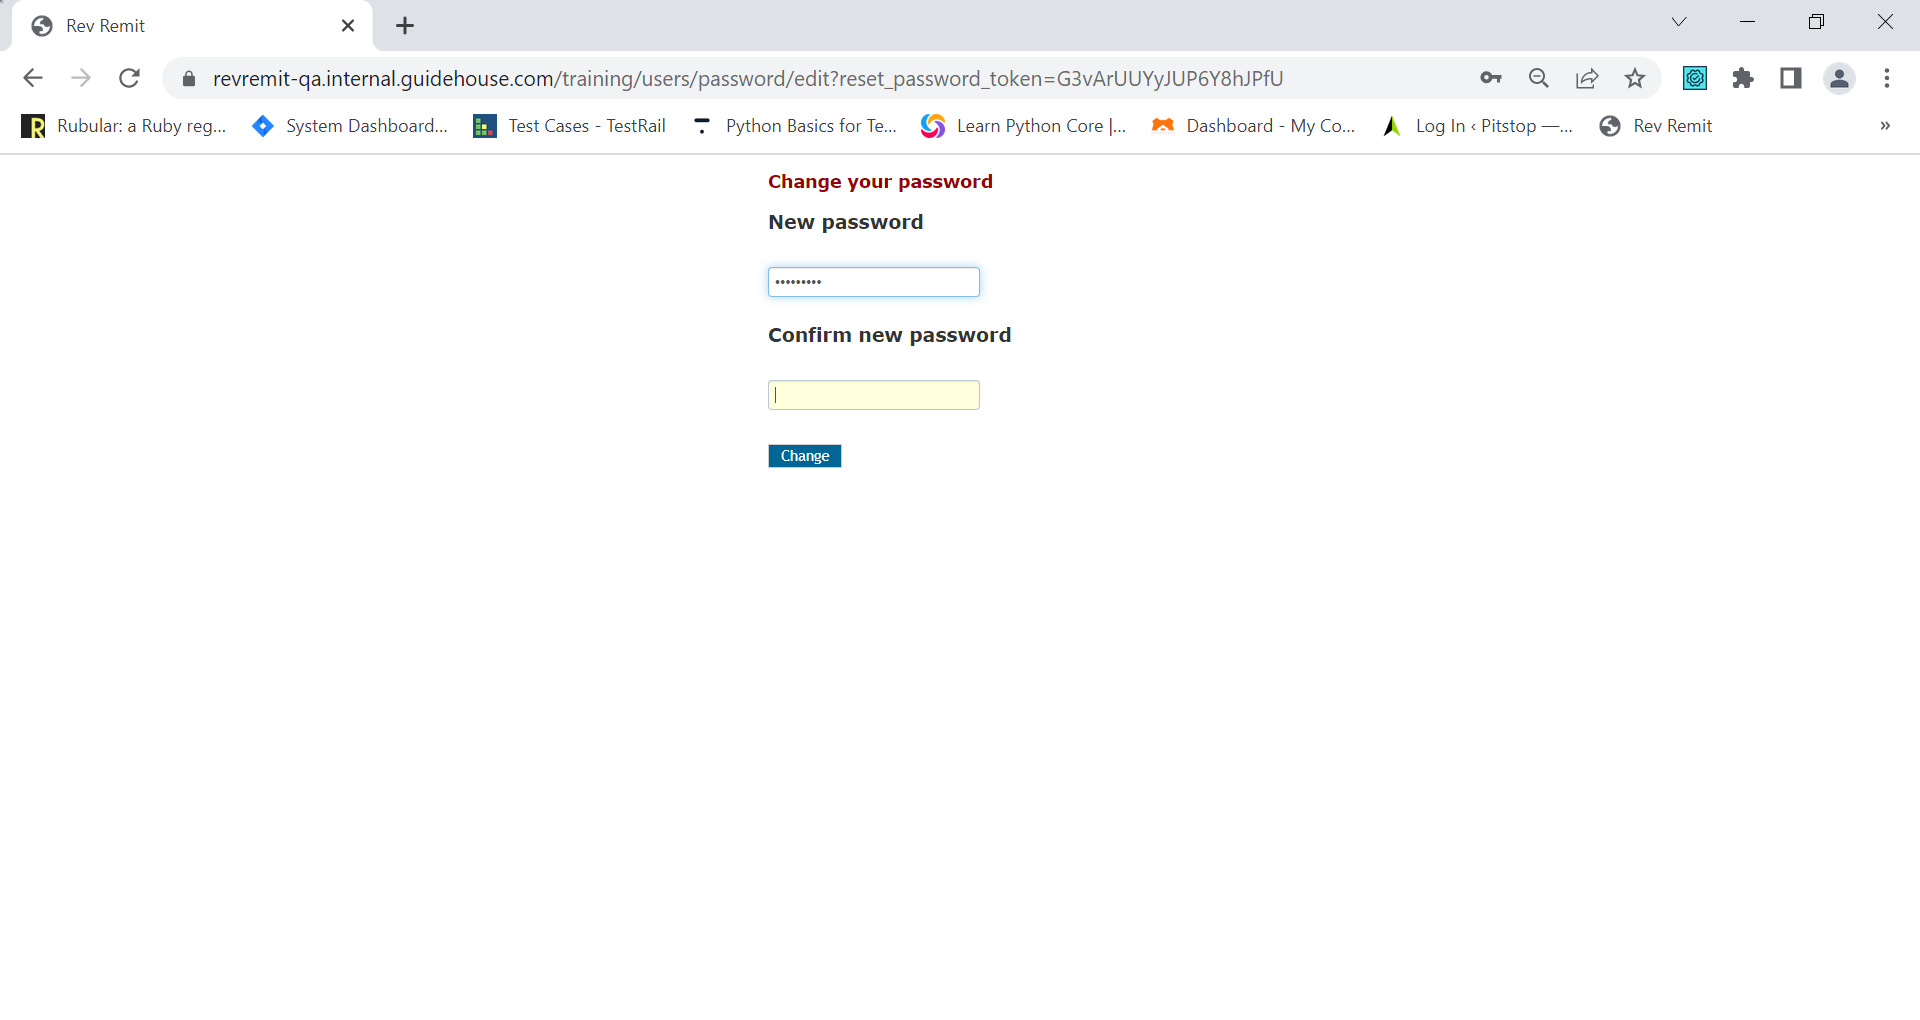 Rev Remit
revremit-qa.internal.guidehouse.com/training/users/password/edit?reset_password_token=G3vArUUYyJUP6Y8hJPfU
Rubular: a Ruby reg... System Dashboard... Test Cases - TestRail Python Basics for Te... Learn Python Core |... Dashboard - My Co... Log In ‹ Pitstop —... Rev Remit »
Change your password
New password
•••••••••
Confirm new password
Change